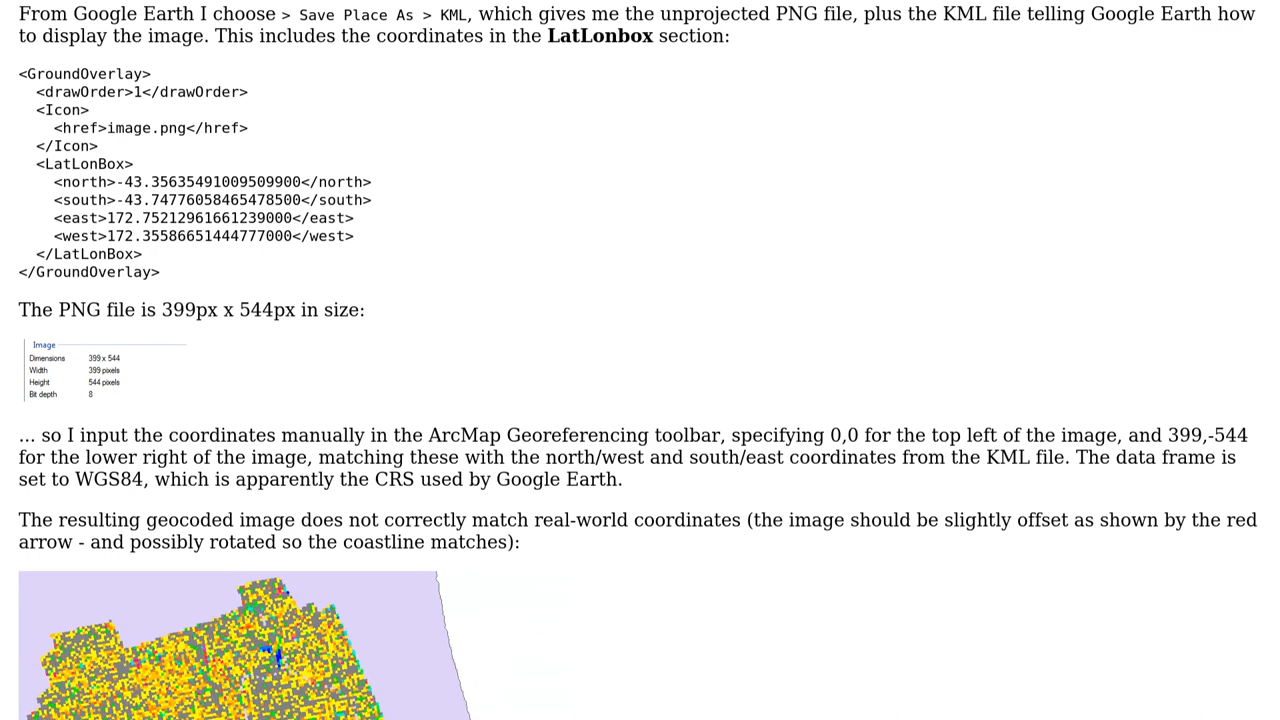 From Google Earth I choose > Save Place As > KML, which gives me the unprojected PNG file, plus the KML file telling Google Earth how
to display the image. This includes the coordinates in the LatLonbox section:
<GroundOverlay>
  <drawOrder>1</drawOrder>
  <Icon>
    <href>image.png</href>
  </Icon>
  <LatLonBox>
    <north>-43.35635491009509900</north>
    <south>-43.74776058465478500</south>
    <east>172.75212961661239000</east>
    <west>172.35586651444777000</west>
  </LatLonBox>
</GroundOverlay>
The PNG file is 399px x 544px in size:
Image
Dimensions 399 x 544
Width 399 pixels
Height 544 pixels
Bit depth 8
... so I input the coordinates manually in the ArcMap Georeferencing toolbar, specifying 0,0 for the top left of the image, and 399,-544
for the lower right of the image, matching these with the north/west and south/east coordinates from the KML file. The data frame is
set to WGS84, which is apparently the CRS used by Google Earth.
The resulting geocoded image does not correctly match real-world coordinates (the image should be slightly offset as shown by the red
arrow - and possibly rotated so the coastline matches):